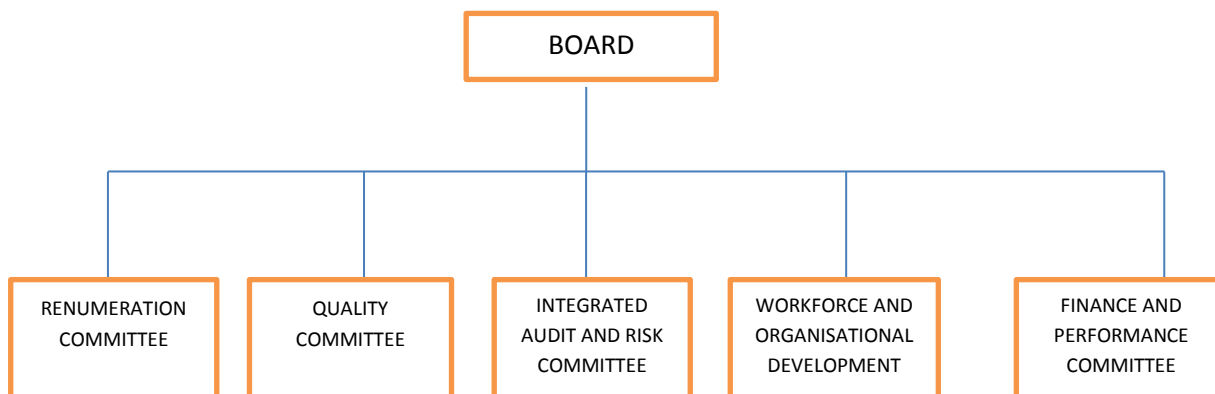 BOARD
RENUMERATION
COMMITTEE
QUALITY
COMMITTEE
INTEGRATED
AUDIT AND RISK
COMMITTEE
WORKFORCE AND
ORGANISATIONAL
DEVELOPMENT
FINANCE AND
PERFORMANCE
COMMITTEE